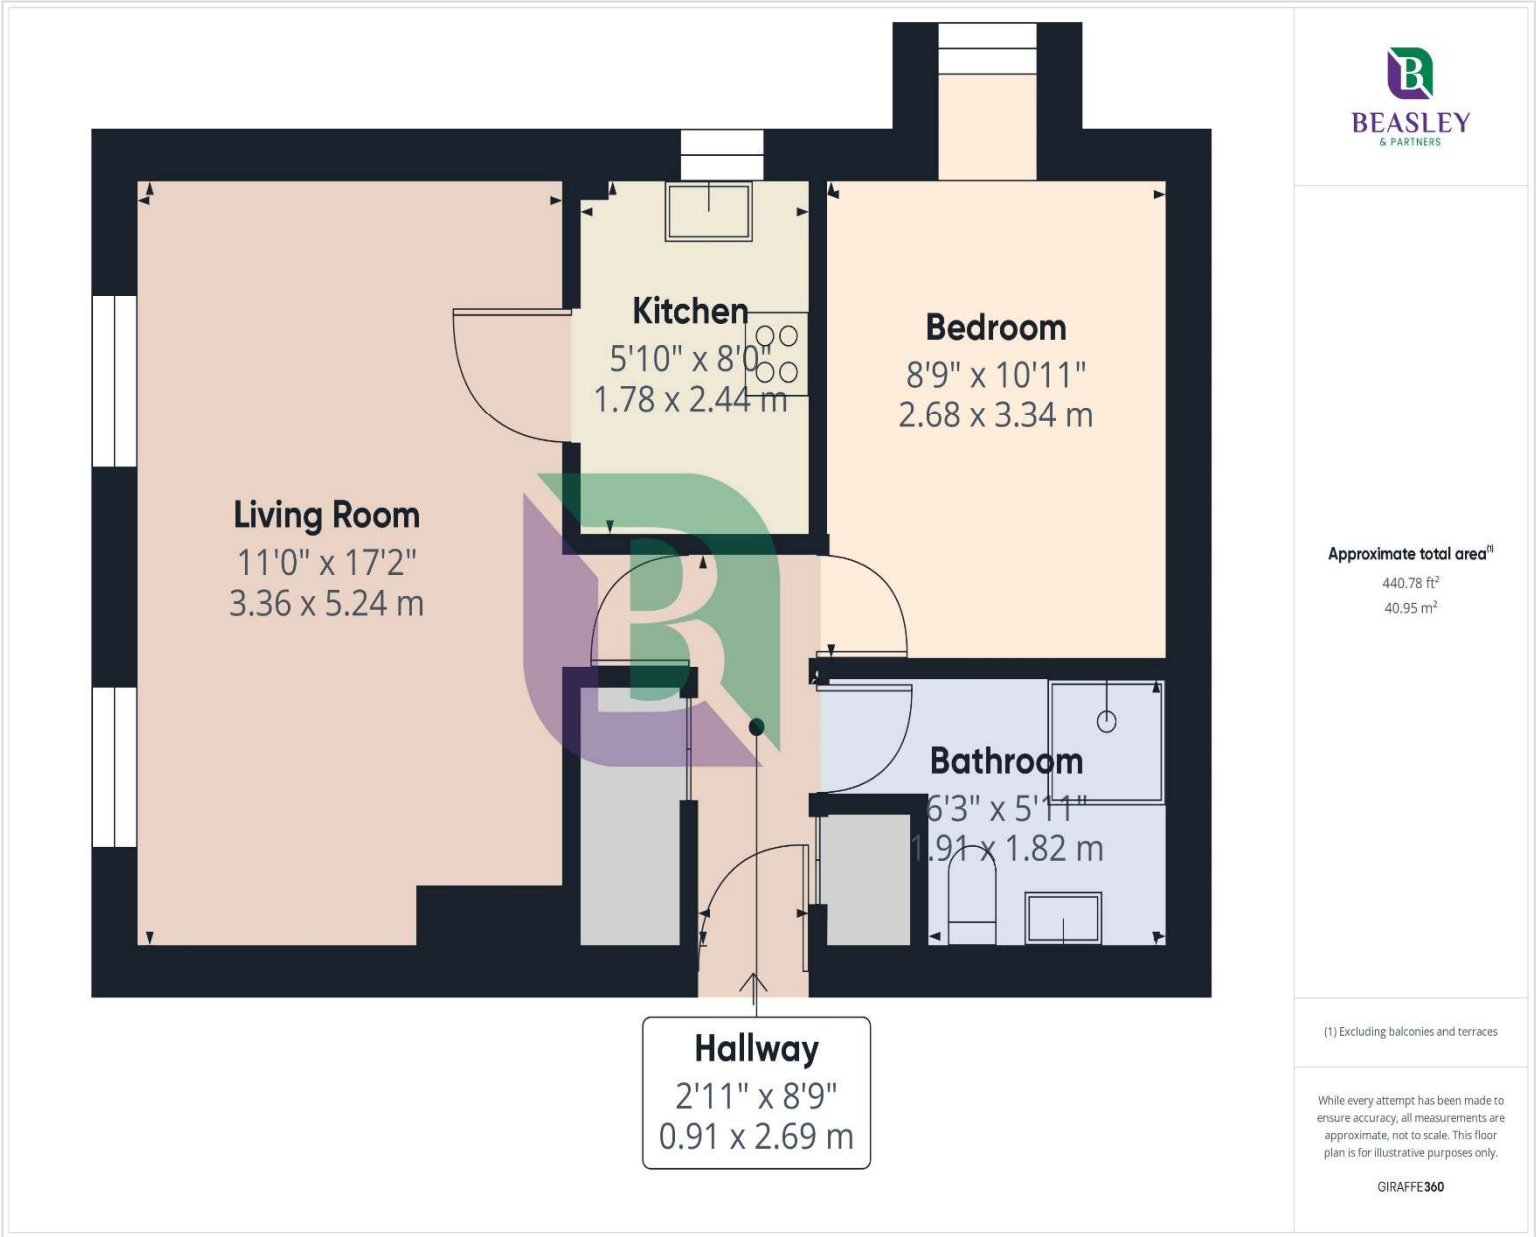 Living Room
11'0" x 17'2"
3.36 x 5.24 m
Kitchen
5'10" x 8'0"
1.78 x 2.44 m
Bedroom
8'9" x 10'11"
2.68 x 3.34 m
Bathroom
6'3" x 5'11"
1.91 x 1.82 m
Hallway
2'11" x 8'9"
0.91 x 2.69 m
B
B
BEASLEY
& PARTNERS
Approximate total area(1)
440.78 ft²
40.95 m²
(1) Excluding balconies and terraces
While every attempt has been made to
ensure accuracy, all measurements are
approximate, not to scale. This floor
plan is for illustrative purposes only.
GIRAFFE360